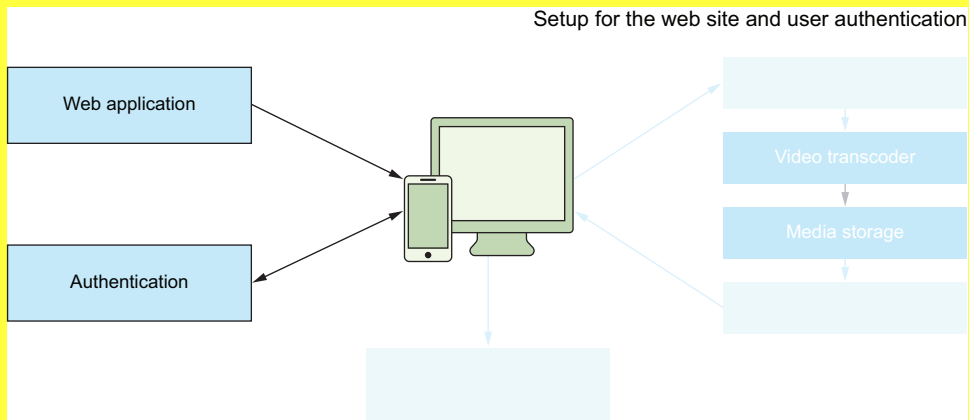 Setup for the web site and user authentication
Web application
Video transcoder
Media storage
Authentication